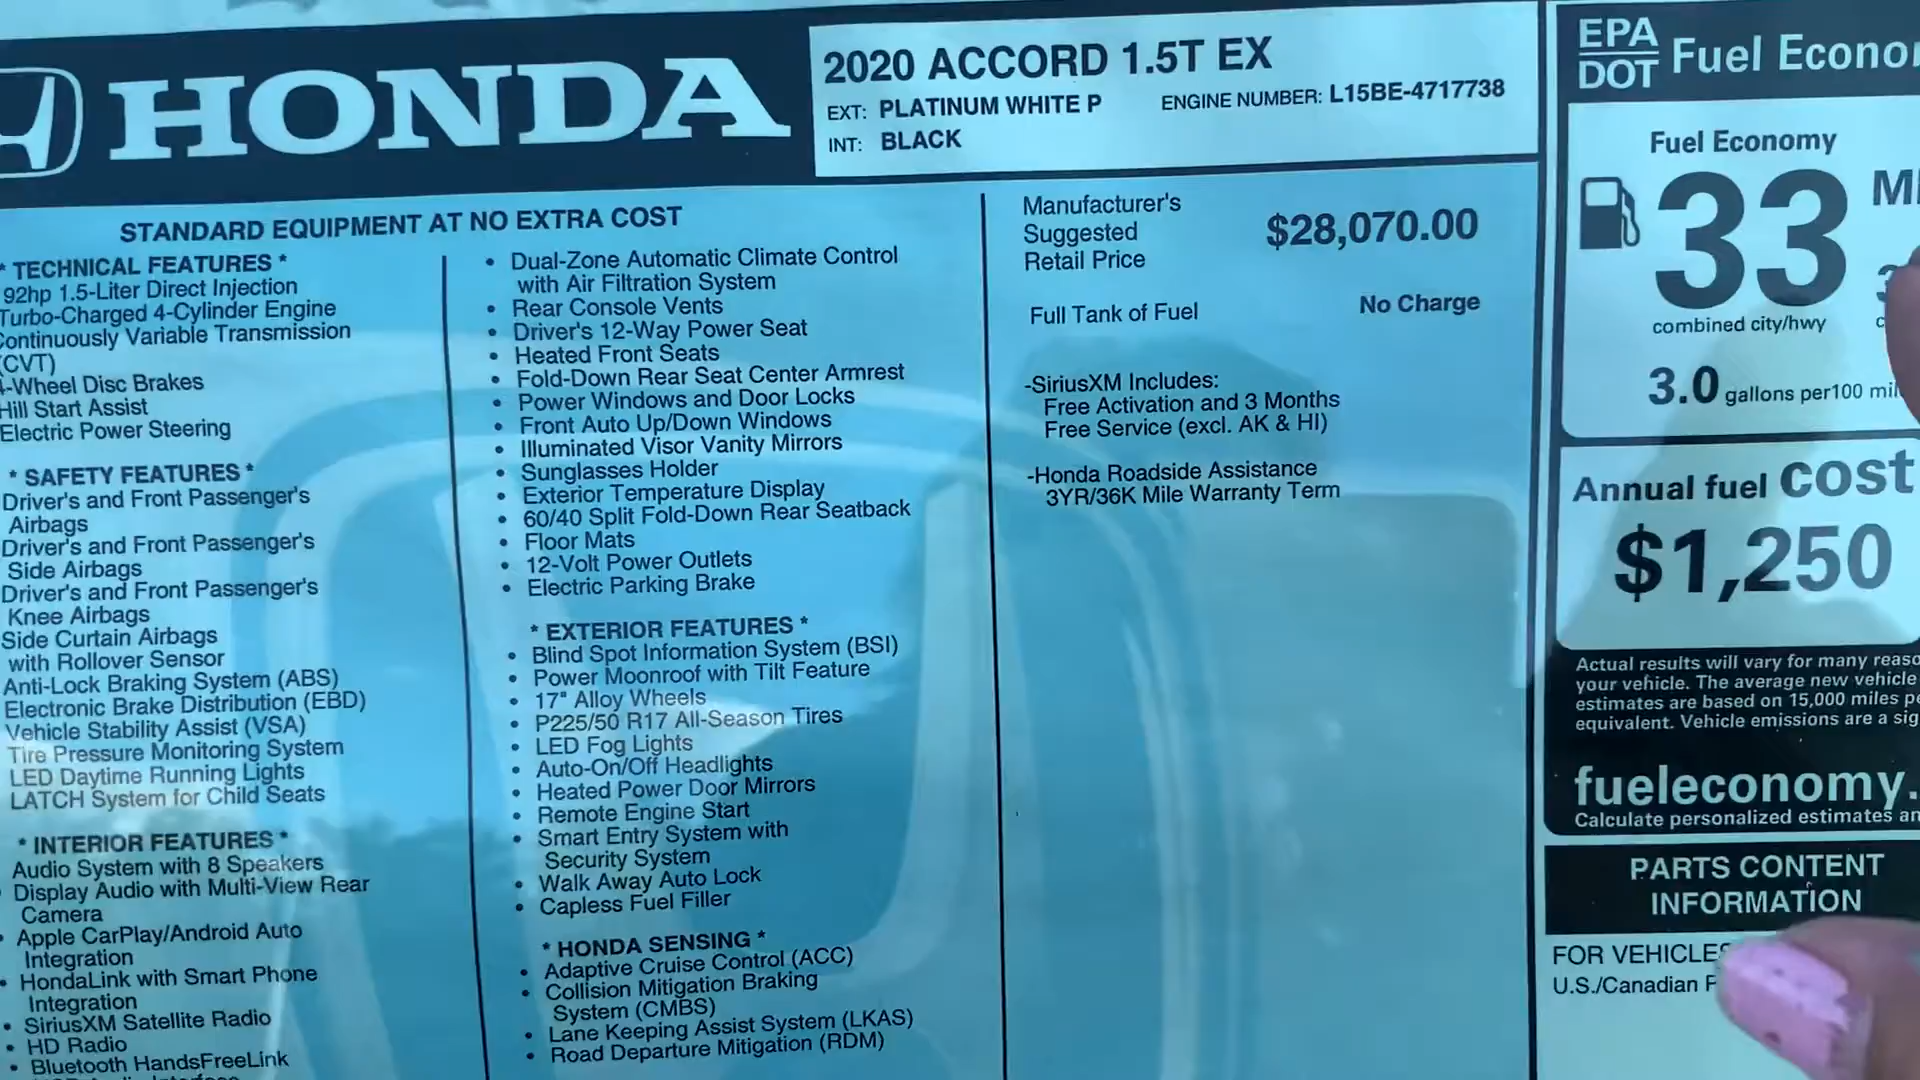 HONDA
2020 ACCORD 1.5T EX
EXT: PLATINUM WHITE P
ENGINE NUMBER: L15BE-4717738
INT: BLACK
STANDARD EQUIPMENT AT NO EXTRA COST
* TECHNICAL FEATURES *
92hp 1.5-Liter Direct Injection
Turbo-Charged 4-Cylinder Engine
Continuously Variable Transmission
(CVT)
4-Wheel Disc Brakes
Hill Start Assist
Electric Power Steering
* SAFETY FEATURES *
Driver's and Front Passenger's
Airbags
Driver's and Front Passenger's
Side Airbags
Driver's and Front Passenger's
Knee Airbags
Side Curtain Airbags
with Rollover Sensor
Anti-Lock Braking System (ABS)
Electronic Brake Distribution (EBD)
Vehicle Stability Assist (VSA)
Tire Pressure Monitoring System
LED Daytime Running Lights
LATCH System for Child Seats
* INTERIOR FEATURES *
Audio System with 8 Speakers
Display Audio with Multi-View Rear
Camera
• Apple CarPlay/Android Auto
Integration
• HondaLink with Smart Phone
Integration
• SiriusXM Satellite Radio
• HD Radio
• Bluetooth HandsFreeLink
• Dual-Zone Automatic Climate Control
with Air Filtration System
• Rear Console Vents
• Driver's 12-Way Power Seat
• Heated Front Seats
• Fold-Down Rear Seat Center Armrest
• Power Windows and Door Locks
• Front Auto Up/Down Windows
• Illuminated Visor Vanity Mirrors
• Sunglasses Holder
• Exterior Temperature Display
• 60/40 Split Fold-Down Rear Seatback
• Floor Mats
• 12-Volt Power Outlets
• Electric Parking Brake
* EXTERIOR FEATURES *
• Blind Spot Information System (BSI)
• Power Moonroof with Tilt Feature
• 17" Alloy Wheels
• P225/50 R17 All-Season Tires
• LED Fog Lights
• Auto-On/Off Headlights
• Heated Power Door Mirrors
• Remote Engine Start
• Smart Entry System with
Security System
• Walk Away Auto Lock
• Capless Fuel Filler
* HONDA SENSING *
• Adaptive Cruise Control (ACC)
• Collision Mitigation Braking
System (CMBS)
• Lane Keeping Assist System (LKAS)
• Road Departure Mitigation (RDM)
Manufacturer's
Suggested
Retail Price
$28,070.00
Full Tank of Fuel
No Charge
-SiriusXM Includes:
Free Activation and 3 Months
Free Service (excl. AK & HI)
-Honda Roadside Assistance
3YR/36K Mile Warranty Term
EPA
DOT
Fuel Econo
Fuel Economy
33
combined city/hwy
3.0 gallons per100 mil
Annual fuel cost
$1,250
Actual results will vary for many reaso
your vehicle. The average new vehicle
estimates are based on 15,000 miles pe
equivalent. Vehicle emissions are a sig
fueleconomy.
Calculate personalized estimates an
PARTS CONTENT
INFORMATION
FOR VEHICLES
U.S./Canadian